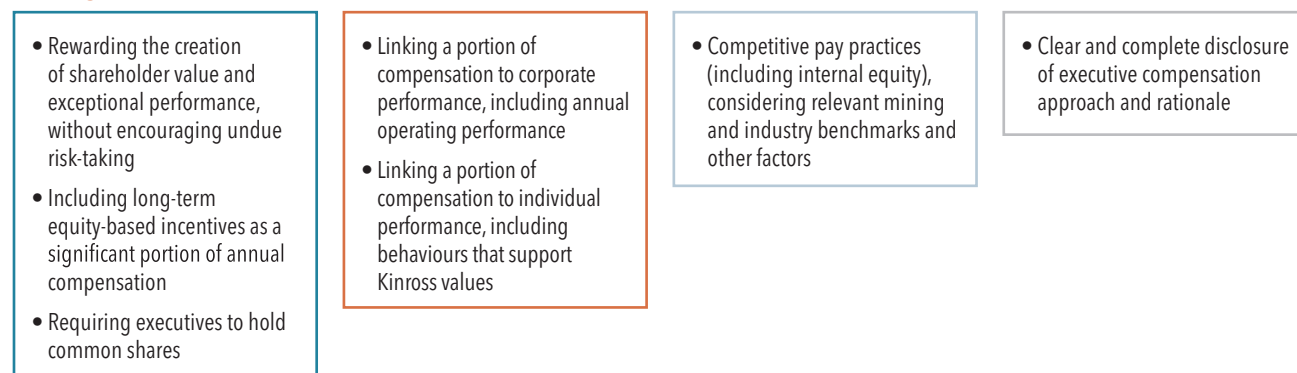 • Rewarding the creation
of shareholder value and
exceptional performance,
without encouraging undue
risk-taking
• Including long-term
equity-based incentives as a
significant portion of annual
compensation
• Requiring executives to hold
common shares
• Linking a portion of
compensation to corporate
performance, including annual
operating performance
• Linking a portion of
compensation to individual
performance, including
behaviours that support
Kinross values
• Competitive pay practices
(including internal equity),
considering relevant mining
and industry benchmarks and
other factors
• Clear and complete disclosure
of executive compensation
approach and rationale